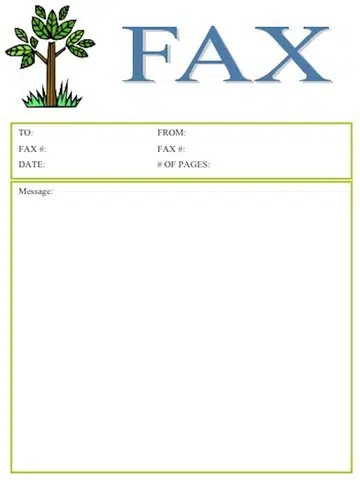 FAX
TO: FROM:
FAX #: FAX #:
DATE: # OF PAGES:
Message: